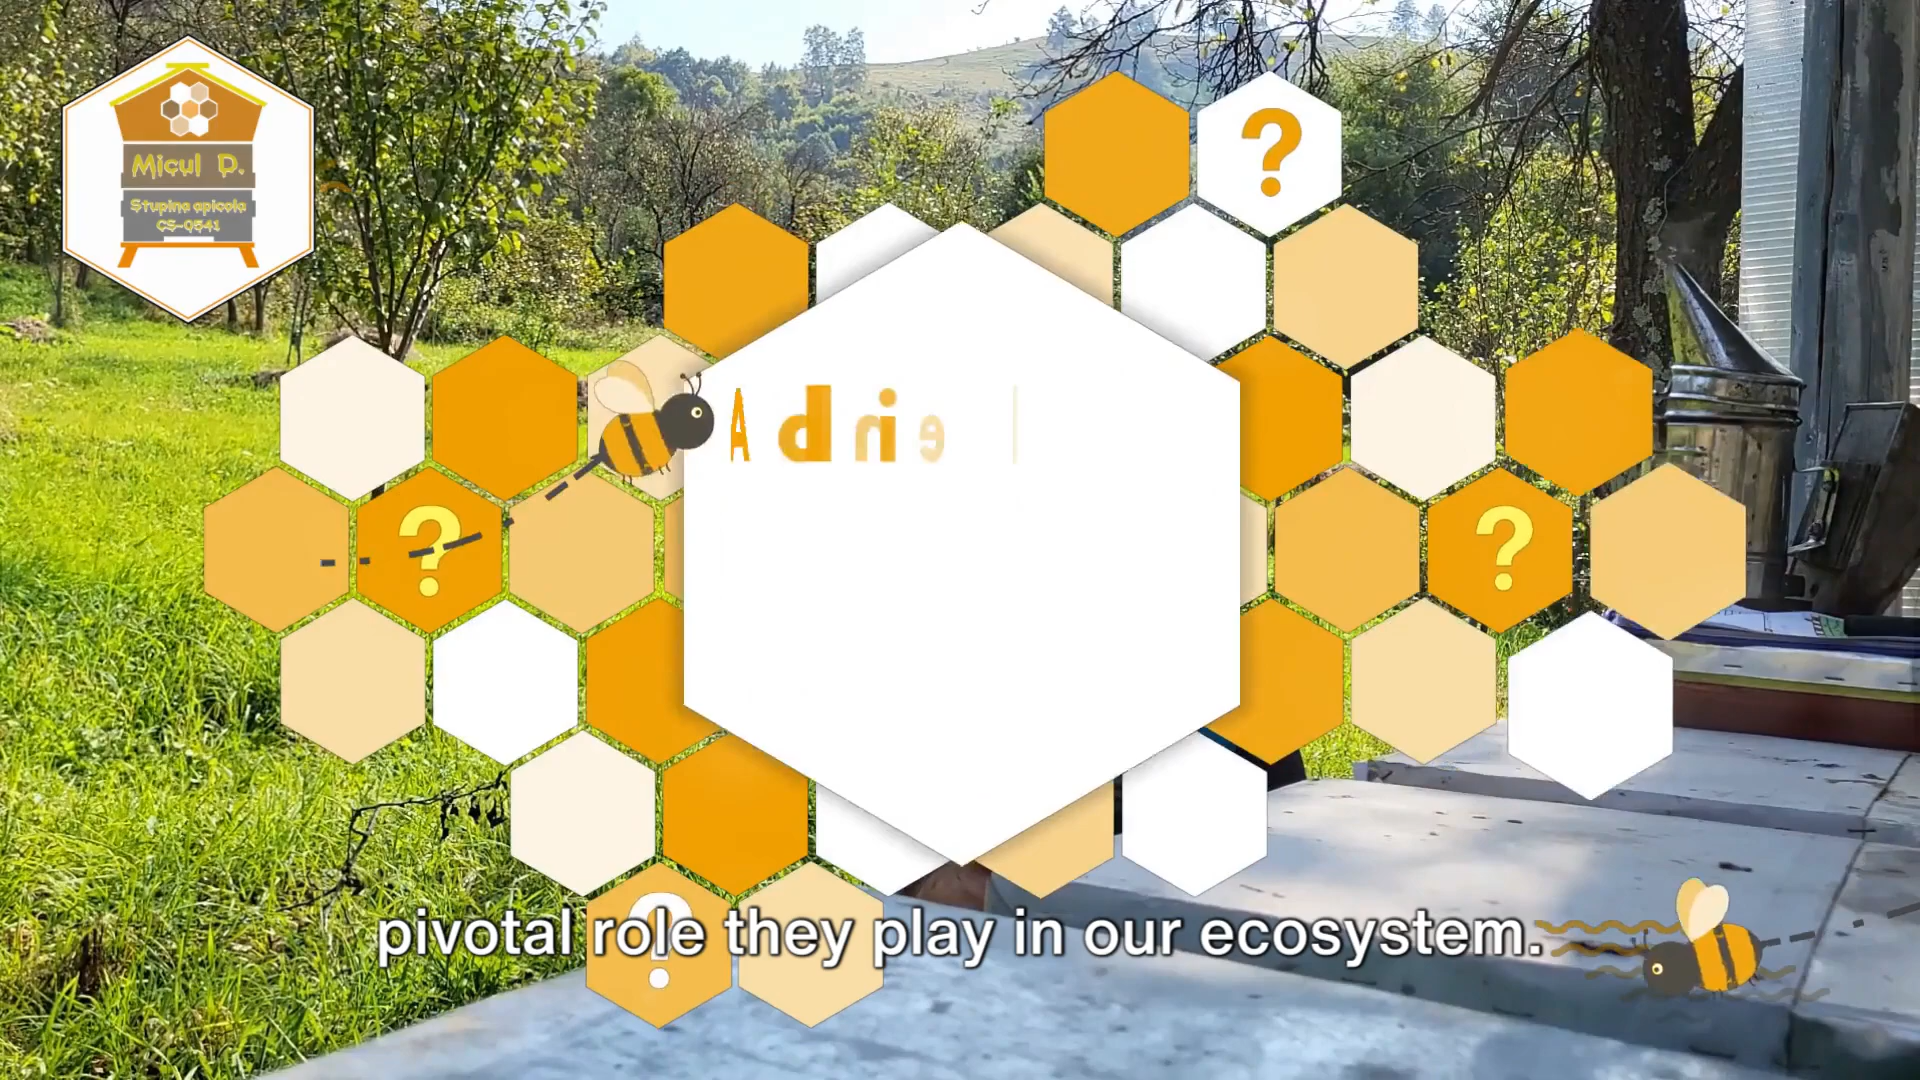 Micul D.
Stupina apicola
CS-0541
?
?
?
A
pivotal role they play in our ecosystem.
?